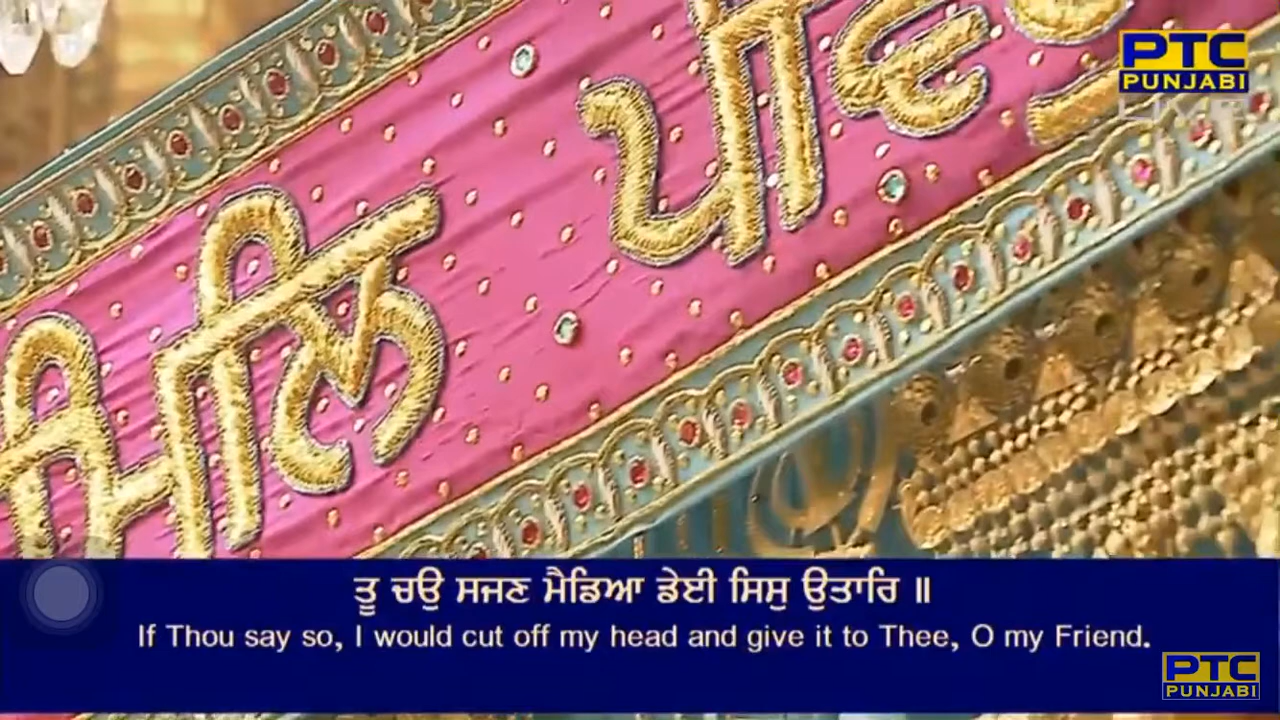 PTC
PUNJABI
LIVE
ਮਿਲਿ
ਤੂ ਚਉ ਸਜਣ ਮੈਡਿਆ ਡੇਈ ਸਿਸੁ ਉਤਾਰਿ ॥
If Thou say so, I would cut off my head and give it to Thee, O my Friend.
PTC
PUNJABI